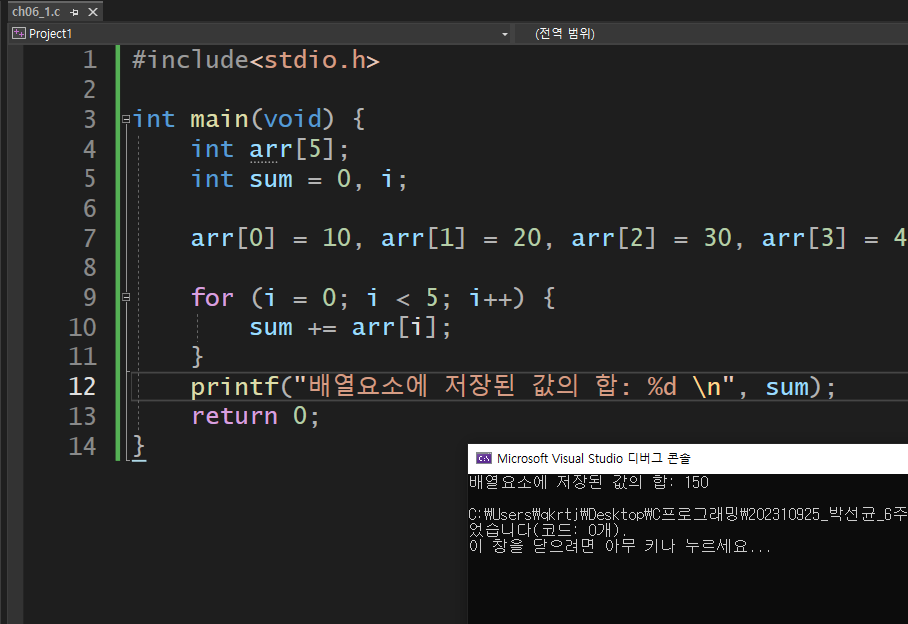 ch06_1.c
Project1 (전역 범위)
1 #include<stdio.h>
2
3 int main(void) {
4 int arr[5];
5 int sum = 0, i;
6
7 arr[0] = 10, arr[1] = 20, arr[2] = 30, arr[3] = 4
8
9 for (i = 0; i < 5; i++) {
10 sum += arr[i];
11 }
12 printf("배열요소에 저장된 값의 합: %d \n", sum);
13 return 0;
14 }
Microsoft Visual Studio 디버그 콘솔
배열요소에 저장된 값의 합: 150
C:₩Users₩qkrtj₩Desktop₩C프로그래밍₩202310925_박선균_6주
었습니다(코드: 0개).
이 창을 닫으려면 아무 키나 누르세요...